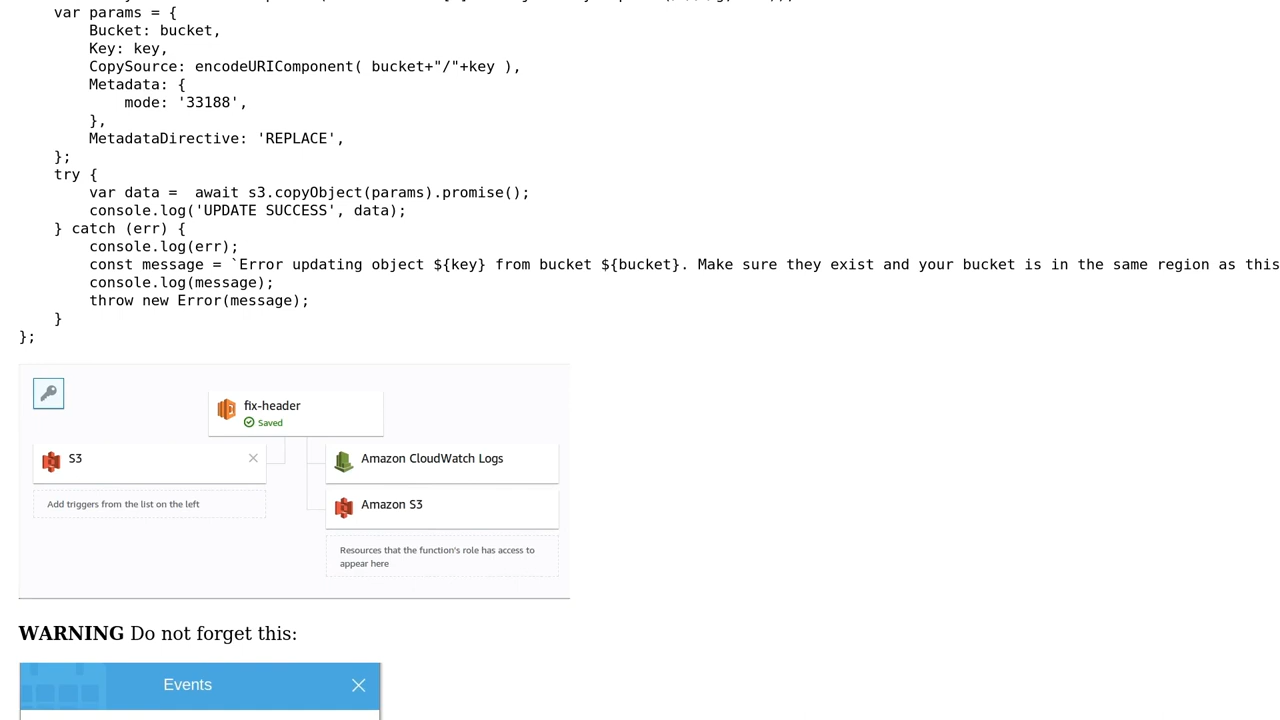 var params = {
Bucket: bucket,
Key: key,
CopySource: encodeURIComponent( bucket+"/"+key ),
Metadata: {
mode: '33188',
},
MetadataDirective: 'REPLACE',
};
try {
var data =  await s3.copyObject(params).promise();
console.log('UPDATE SUCCESS', data);
} catch (err) {
console.log(err);
const message = `Error updating object ${key} from bucket ${bucket}. Make sure they exist and your bucket is in the same region as this
console.log(message);
throw new Error(message);
}
};
fix-header
Saved
S3
Add triggers from the list on the left
Amazon CloudWatch Logs
Amazon S3
Resources that the function's role has access to
appear here
WARNING Do not forget this:
Events